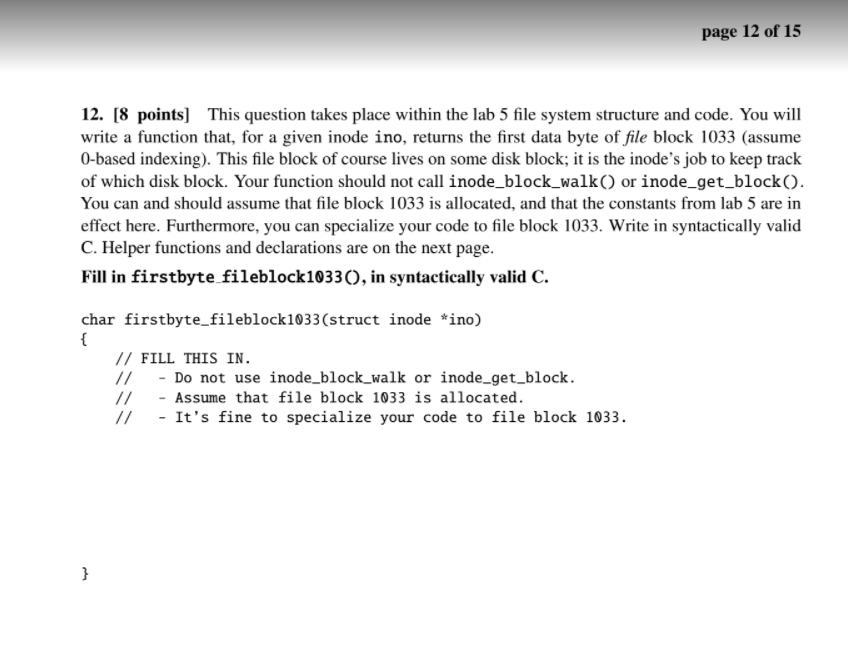 page 12 of 15
12. [8 points] This question takes place within the lab 5 file system structure and code. You will
write a function that, for a given inode ino, returns the first data byte of file block 1033 (assume
0-based indexing). This file block of course lives on some disk block; it is the inode's job to keep track
of which disk block. Your function should not call inode_block_walk() or inode_get_block().
You can and should assume that file block 1033 is allocated, and that the constants from lab 5 are in
effect here. Furthermore, you can specialize your code to file block 1033. Write in syntactically valid
C. Helper functions and declarations are on the next page.
Fill in firstbyte_fileblock1033(), in syntactically valid C.
char firstbyte_fileblock1033(struct inode *ino)
{
// FILL THIS IN.
// - Do not use inode_block_walk or inode_get_block.
// - Assume that file block 1033 is allocated.
// - It's fine to specialize your code to file block 1033.
}